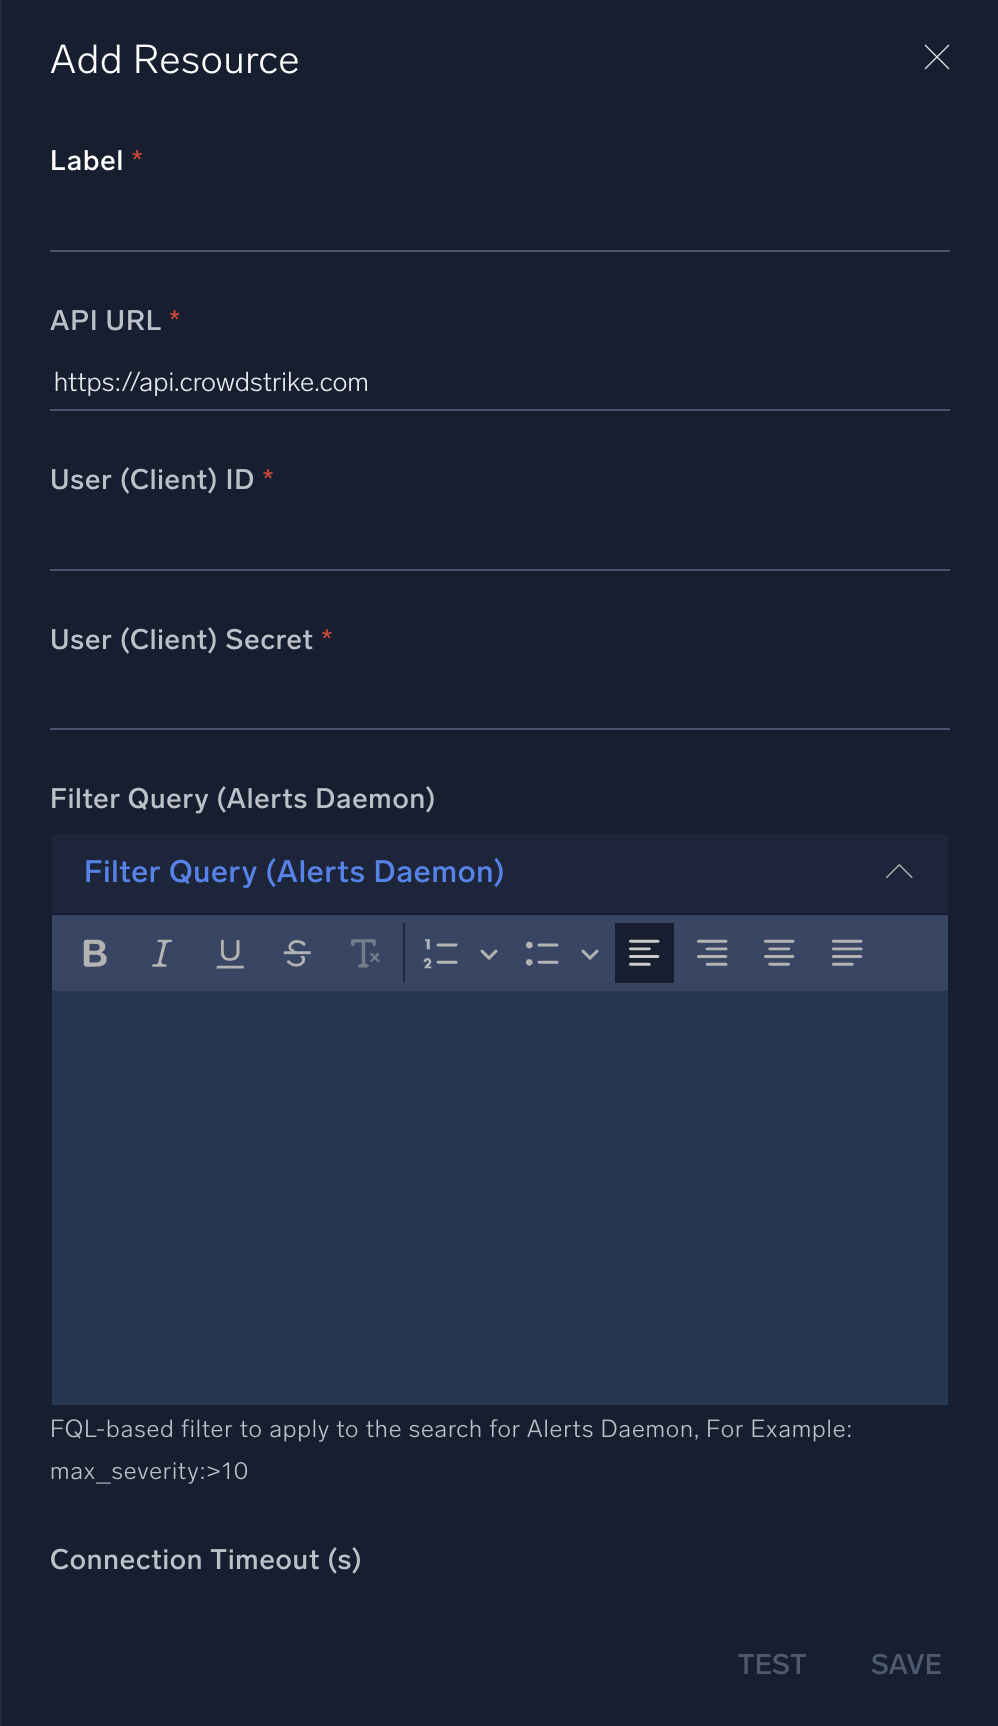 Add Resource
Label *
API URL *
https://api.crowdstrike.com
User (Client) ID *
User (Client) Secret *
Filter Query (Alerts Daemon)
Filter Query (Alerts Daemon)
FQL-based filter to apply to the search for Alerts Daemon, For Example:
max_severity:>10
Connection Timeout (s)
TEST SAVE